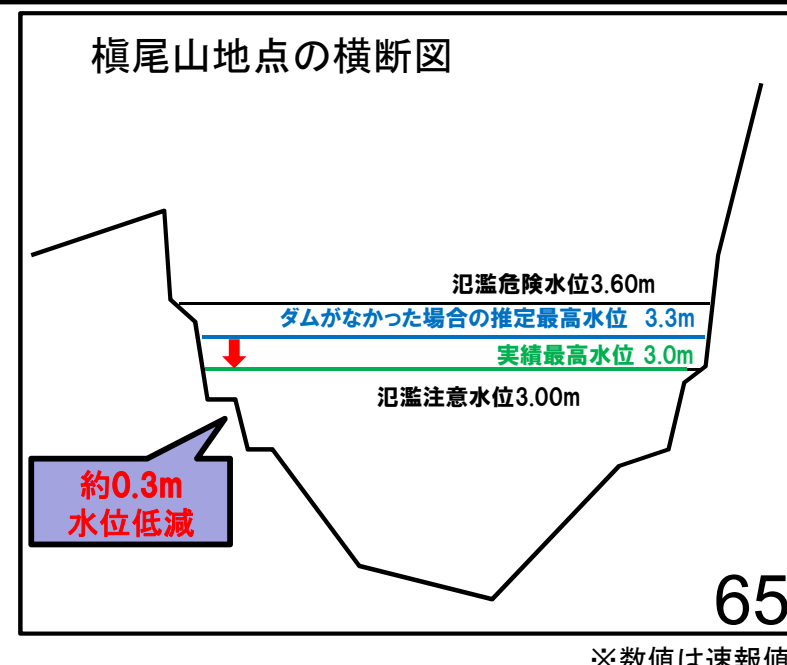 槇尾山地点の横断図
氾濫危険水位3.60m
ダムがなかった場合の推定最高水位 3.3m
実績最高水位 3.0m
氾濫注意水位3.00m
約0.3m
水位低減
65
※数値は速報値